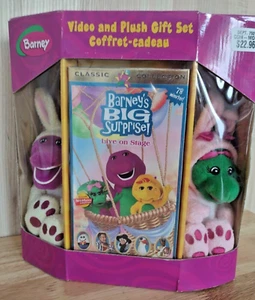 Video and Plush Gift Set
Coffret-cadeau
Barney
$22.96
CLASSIC COLLECTION
BARNEY'S
BIG
SURPRISE!
Live on Stage